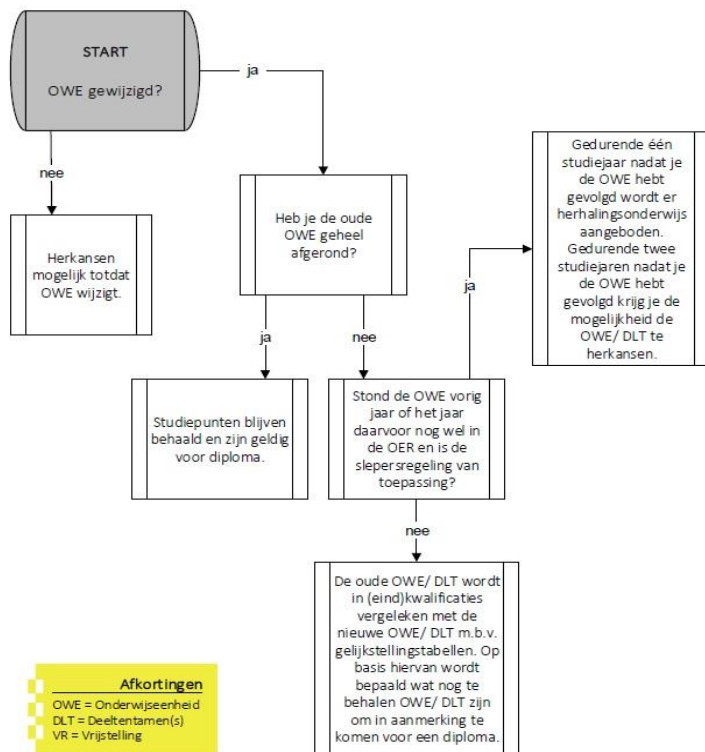 START
OWE gewijzigd?
ja
nee
Herkansen
mogelijk totdat
OWE wijzigt.
Heb je de oude
OWE geheel
afgerond?
ja
nee
Studiepunten blijven
behaald en zijn geldig
voor diploma.
Stond de OWE vorig
jaar of het jaar
daarvoor nog wel in
de OER en is de
slepersregeling van
toepassing?
ja
Gedurende één
studiejaar nadat je
de OWE hebt
gevolgd wordt er
herhalingsonderwijs
aangeboden.
Gedurende twee
studiejaren nadat je
de OWE hebt
gevolgd krijg je de
mogelijkheid de
OWE/ DLT te
herkansen.
nee
De oude OWE/ DLT wordt
in (eind)kwalificaties
vergeleken met de
nieuwe OWE/ DLT m.b.v.
gelijkstellingstabellen. Op
basis hiervan wordt
bepaald wat nog te
behalen OWE/ DLT zijn
om in aanmerking te
komen voor een diploma.
Afkortingen
OWE = Onderwijseenheid
DLT = Deeltentamen(s)
VR = Vrijstelling